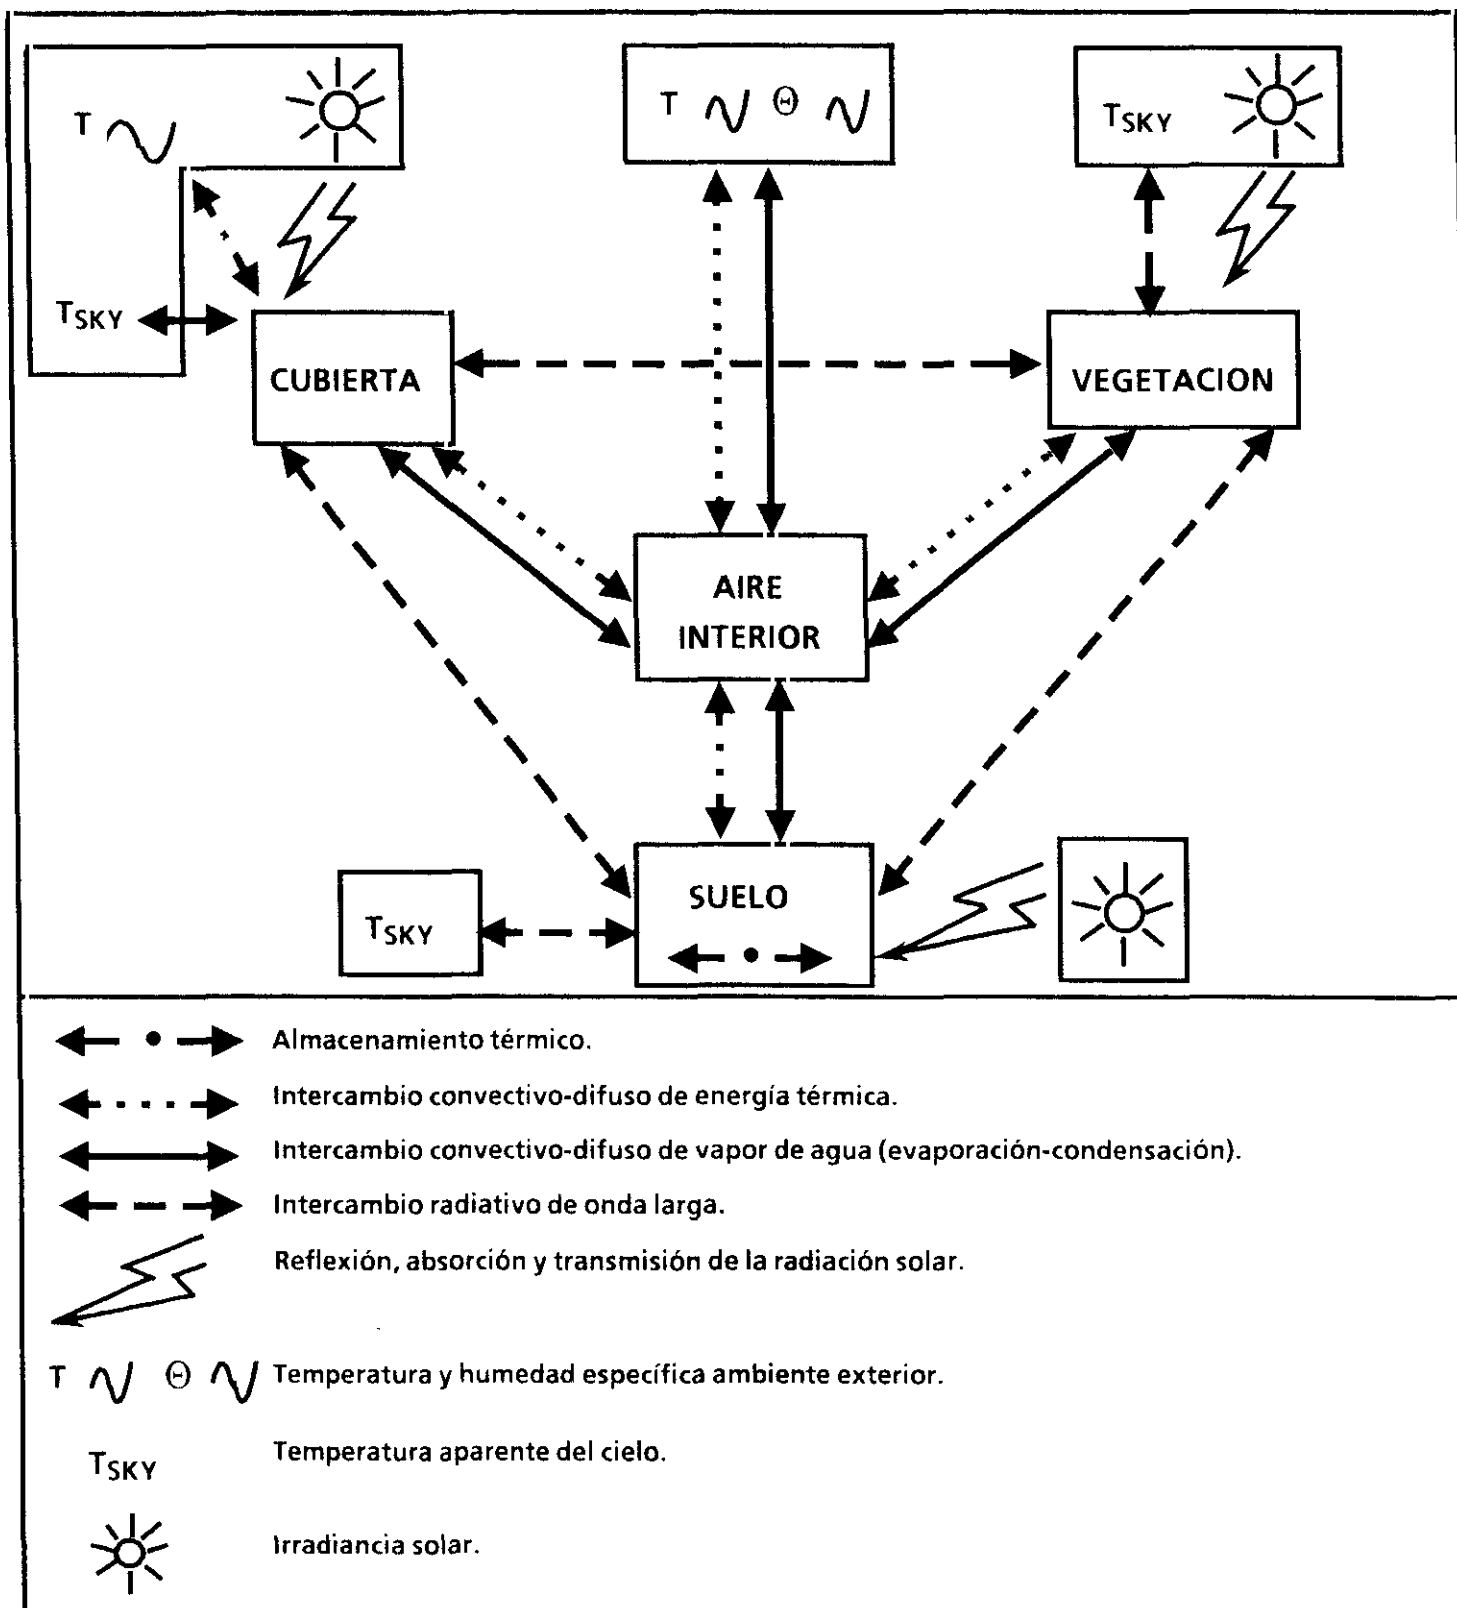 T
T Θ
TSKY
TSKY
CUBIERTA
VEGETACION
AIRE
INTERIOR
SUELO
TSKY
Almacenamiento térmico.
Intercambio convectivo-difuso de energía térmica.
Intercambio convectivo-difuso de vapor de agua (evaporación-condensación).
Intercambio radiativo de onda larga.
Reflexión, absorción y transmisión de la radiación solar.
T Θ Temperatura y humedad específica ambiente exterior.
TSKY Temperatura aparente del cielo.
Irradiancia solar.